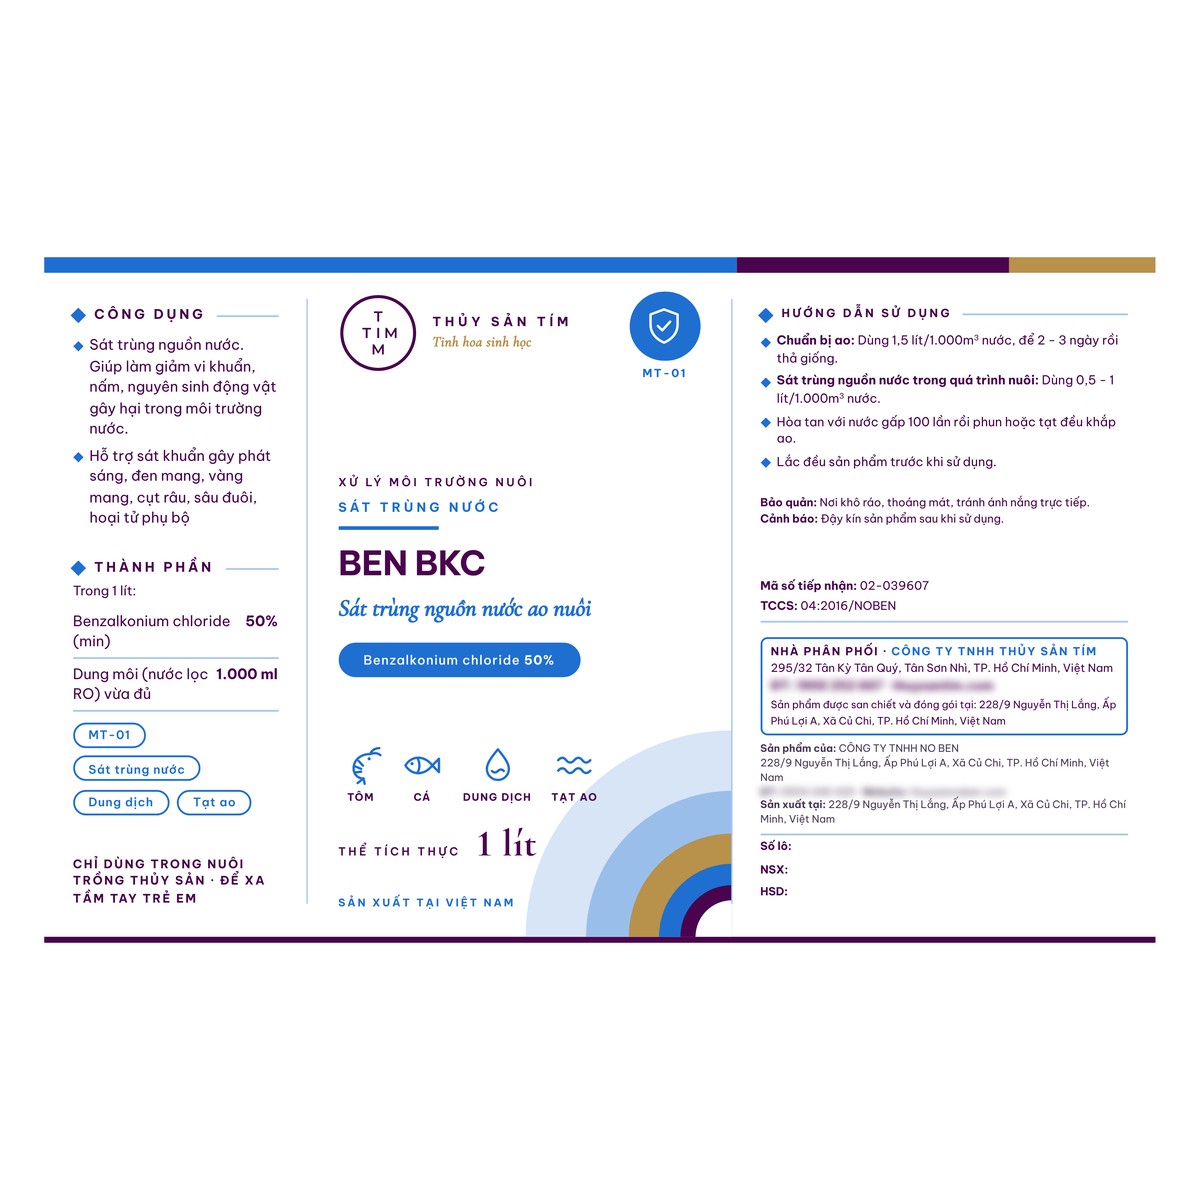 CÔNG DỤNG
Sát trùng nguồn nước.
Giúp làm giảm vi khuẩn,
nấm, nguyên sinh động vật
gây hại trong môi trường
nước.
Hỗ trợ sát khuẩn gây phát
sáng, đen mang, vàng
mang, cụt râu, sâu đuôi,
hoại tử phụ bộ
THÀNH PHẦN
Trong 1 lít:
Benzalkonium chloride 50%
(min)
Dung môi (nước lọc 1.000 ml
RO) vừa đủ
MT-01
Sát trùng nước
Dung dịch Tạt ao
CHỈ DÙNG TRONG NUÔI
TRỒNG THỦY SẢN · ĐỂ XA
TẦM TAY TRẺ EM
T
TIM
M
THỦY SẢN TÍM
Tinh hoa sinh học
MT-01
XỬ LÝ MÔI TRƯỜNG NUÔI
SÁT TRÙNG NƯỚC
BEN BKC
Sát trùng nguồn nước ao nuôi
Benzalkonium chloride 50%
TÔM CÁ DUNG DỊCH TẠT AO
THỂ TÍCH THỰC 1 lít
SẢN XUẤT TẠI VIỆT NAM
HƯỚNG DẪN SỬ DỤNG
Chuẩn bị ao: Dùng 1,5 lít/1.000m³ nước, để 2 - 3 ngày rồi
thả giống.
Sát trùng nguồn nước trong quá trình nuôi: Dùng 0,5 - 1
lít/1.000m³ nước.
Hòa tan với nước gấp 100 lần rồi phun hoặc tạt đều khắp
ao.
Lắc đều sản phẩm trước khi sử dụng.
Bảo quản: Nơi khô ráo, thoáng mát, tránh ánh nắng trực tiếp.
Cảnh báo: Đậy kín sản phẩm sau khi sử dụng.
Mã số tiếp nhận: 02-039607
TCCS: 04:2016/NOBEN
NHÀ PHÂN PHỐI · CÔNG TY TNHH THỦY SẢN TÍM
295/32 Tân Kỳ Tân Quý, Tân Sơn Nhì, TP. Hồ Chí Minh, Việt Nam
Sản phẩm được san chiết và đóng gói tại: 228/9 Nguyễn Thị Lắng, Ấp
Phú Lợi A, Xã Củ Chi, TP. Hồ Chí Minh, Việt Nam
Sản phẩm của: CÔNG TY TNHH NO BEN
228/9 Nguyễn Thị Lắng, Ấp Phú Lợi A, Xã Củ Chi, TP. Hồ Chí Minh, Việt
Nam
Sản xuất tại: 228/9 Nguyễn Thị Lắng, Ấp Phú Lợi A, Xã Củ Chi, TP. Hồ Chí
Minh, Việt Nam
Số lô:
NSX:
HSD: